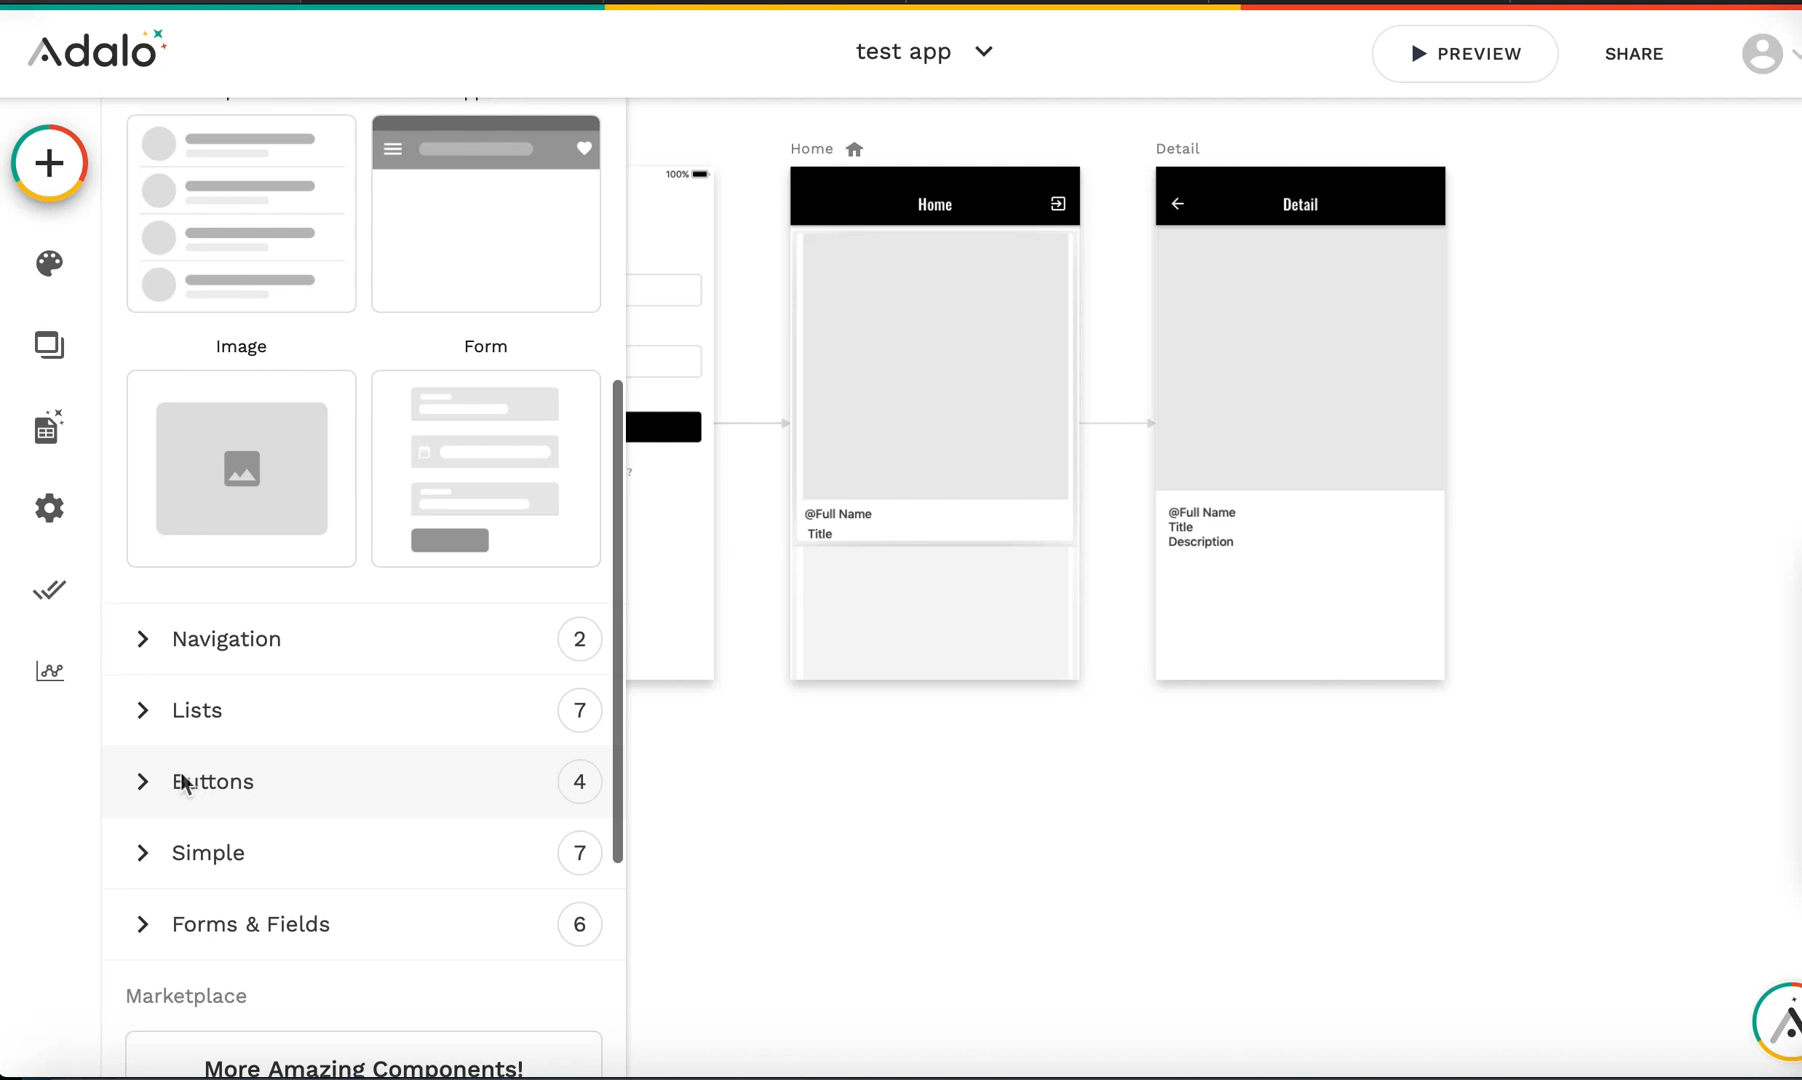 Adalo
test app
PREVIEW
SHARE
100%
Home
Detail
Home
Detail
Image
Form
?
@Full Name
Title
@Full Name
Title
Description
Navigation
2
Lists
7
Buttons
4
Simple
7
Forms & Fields
6
Marketplace
More Amazing Components!